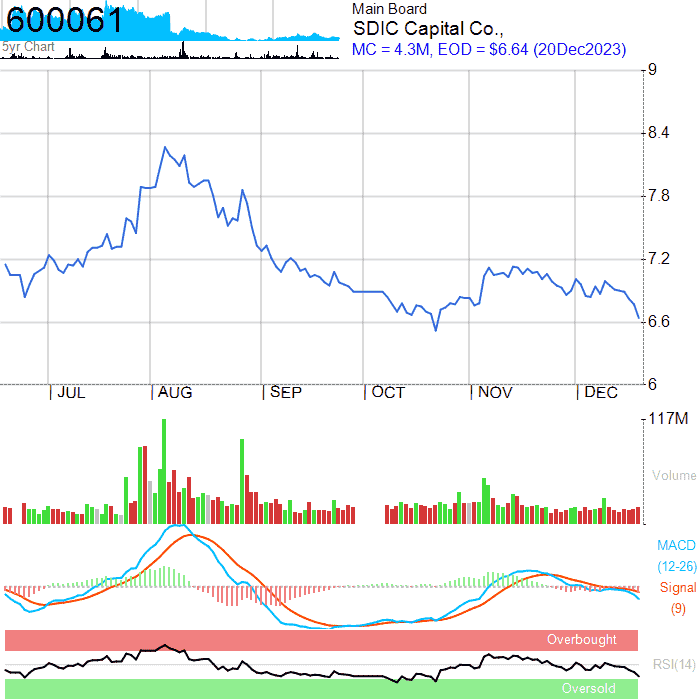 600061
5yr Chart
Main Board
SDIC Capital Co.,
MC = 4.3M, EOD = $6.64 (20Dec2023)
9
8.4
7.8
7.2
6.6
6
JUL AUG SEP OCT NOV DEC
117M
Volume
MACD
(12-26)
Signal
(9)
Overbought
RSI(14)
Oversold